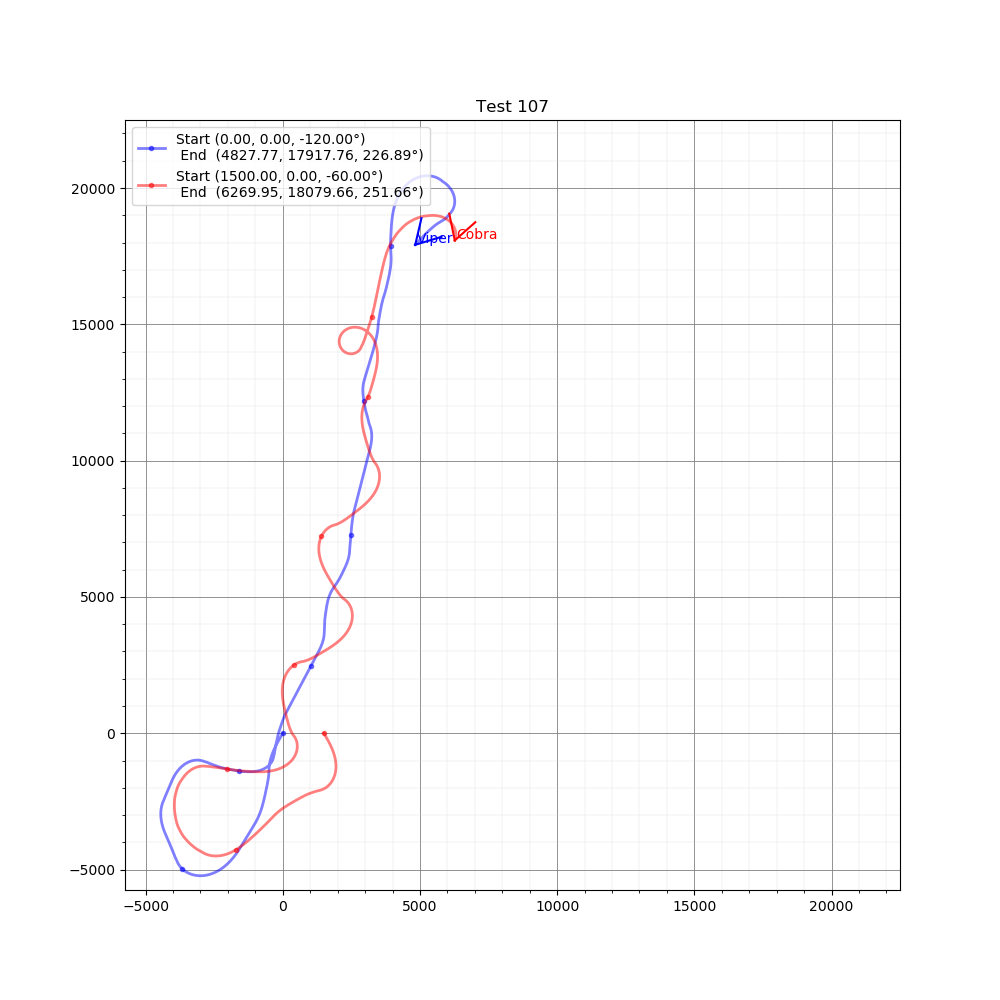 Test 107
Start (0.00, 0.00, -120.00°)
End  (4827.77, 17917.76, 226.89°)
Start (1500.00, 0.00, -60.00°)
End  (6269.95, 18079.66, 251.66°)
20000
Viper
Cobra
15000
10000
5000
0
−5000
−5000 0 5000 10000 15000 20000